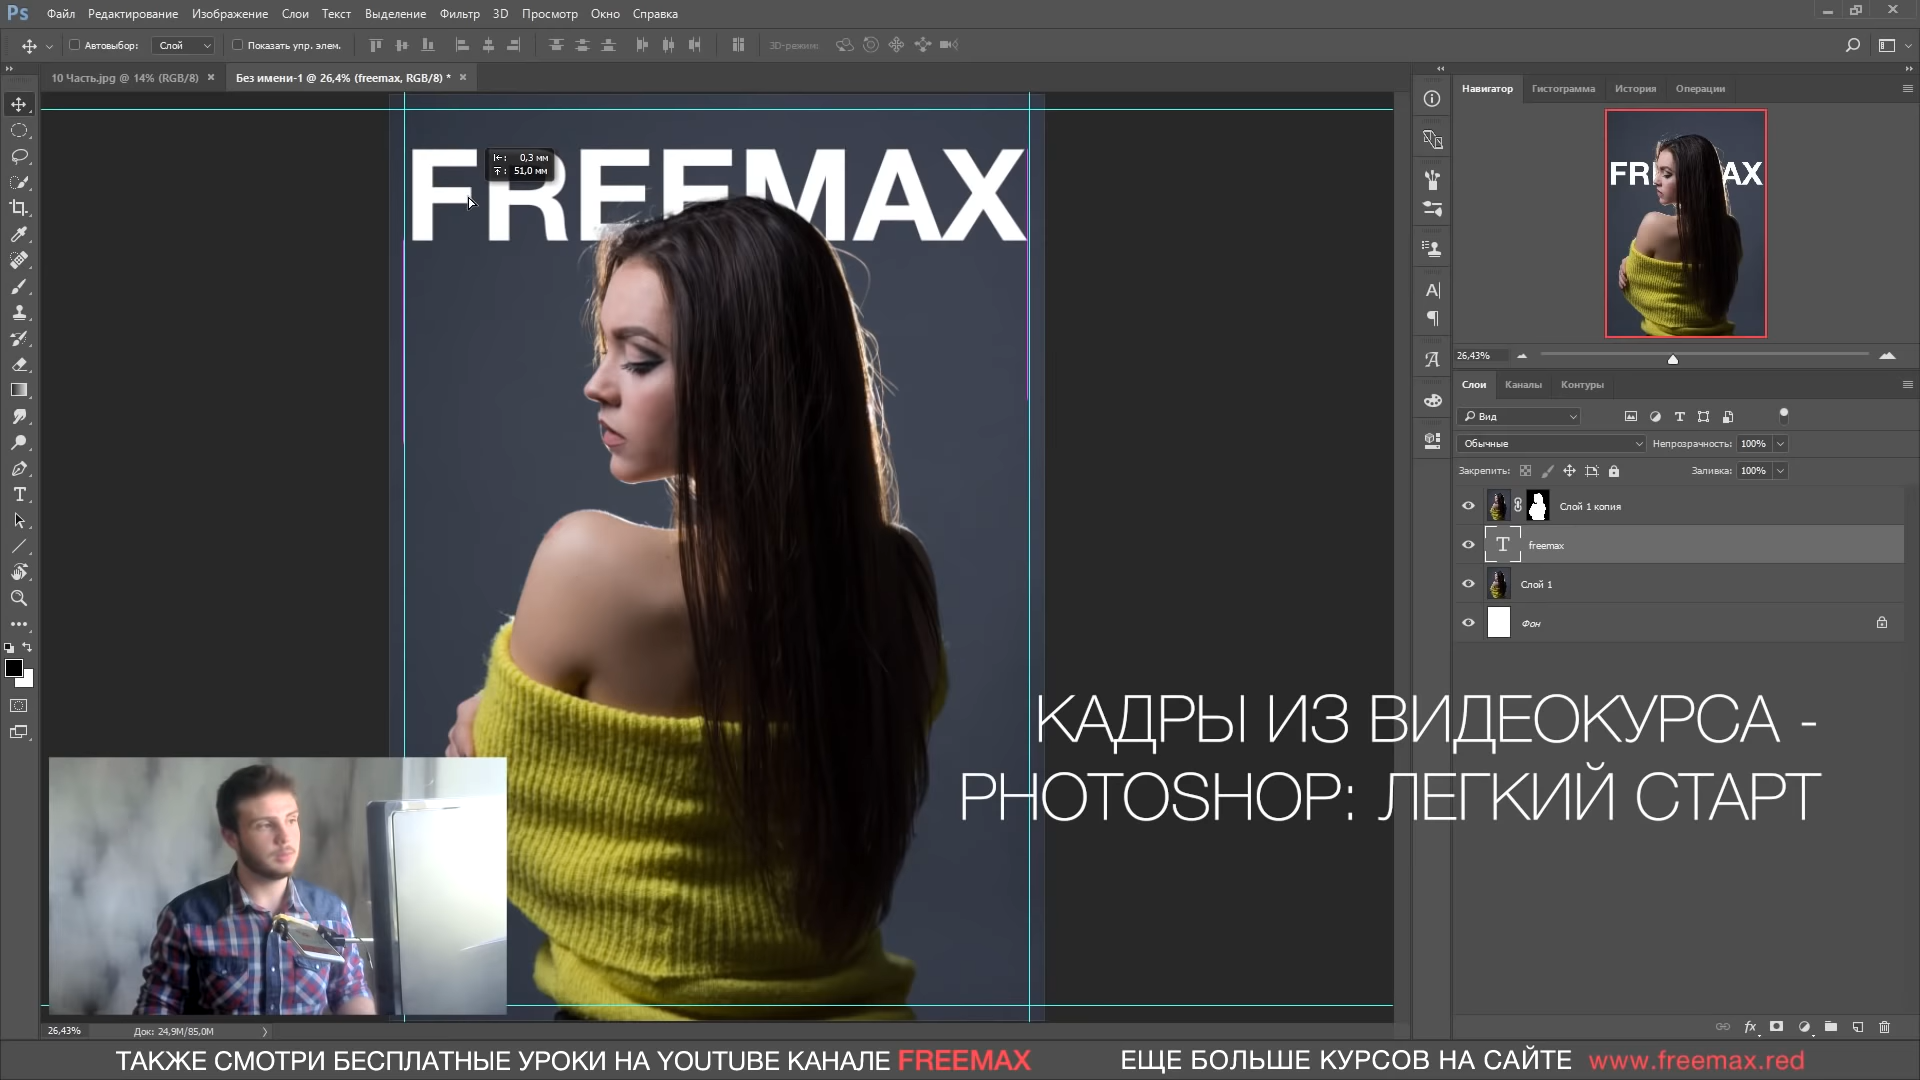 Ps Файл Редактирование Изображение Слои Текст Выделение Фильтр 3D Просмотр Окно Справка
Автовыбор: Слой Показать упр. элем. 3D-режим:
10 Часть.jpg @ 14% (RGB/8) Без имени-1 @ 26,4% (freemax, RGB/8) *
Навигатор Гистограмма История Операции
FREEMAX
0,3 мм
51,0 мм
FR AX
26,43%
Слои Каналы Контуры
Вид
Обычные Непрозрачность: 100%
Закрепить: Заливка: 100%
Слой 1 копия
T freemax
Слой 1
Фон
КАДРЫ ИЗ ВИДЕОКУРСА -
PHOTOSHOP: ЛЕГКИЙ СТАРТ
26,43% Док: 24,9M/85,0M
fx
ТАКЖЕ СМОТРИ БЕСПЛАТНЫЕ УРОКИ НА YOUTUBE КАНАЛЕ FREEMAX ЕЩЕ БОЛЬШЕ КУРСОВ НА САЙТЕ www.freemax.red